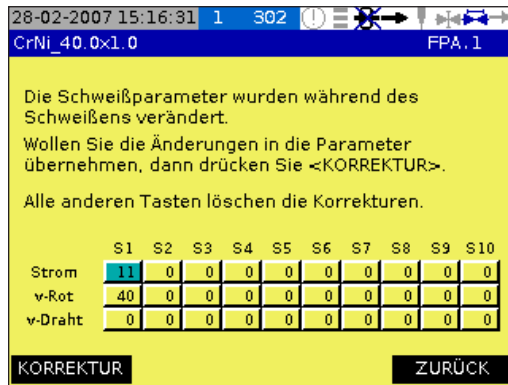 28-02-2007 15:16:31 1 302
CrNi_40.0x1.0 FPA.1
Die Schweißparameter wurden während des
Schweißens verändert.
Wollen Sie die Änderungen in die Parameter
übernehmen, dann drücken Sie <KORREKTUR>.
Alle anderen Tasten löschen die Korrekturen.
S1 S2 S3 S4 S5 S6 S7 S8 S9 S10
Strom 11 0 0 0 0 0 0 0 0 0
v-Rot 40 0 0 0 0 0 0 0 0 0
v-Draht 0 0 0 0 0 0 0 0 0 0
KORREKTUR ZURÜCK